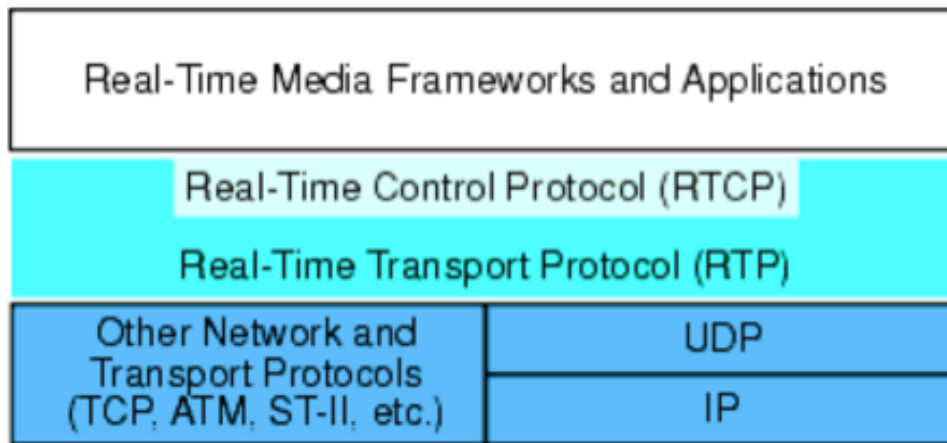 Real-Time Media Frameworks and Applications
Real-Time Control Protocol (RTCP)
Real-Time Transport Protocol (RTP)
Other Network and
Transport Protocols
(TCP, ATM, ST-II, etc.)
UDP
IP